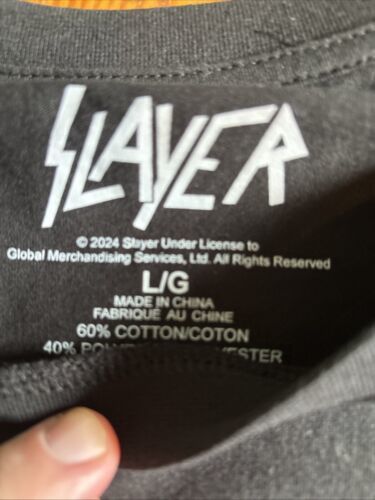 SLAYER
© 2024 Slayer Under License to
Global Merchandising Services, Ltd. All Rights Reserved
L/G
MADE IN CHINA
FABRIQUÉ AU CHINE
60% COTTON/COTON
40%